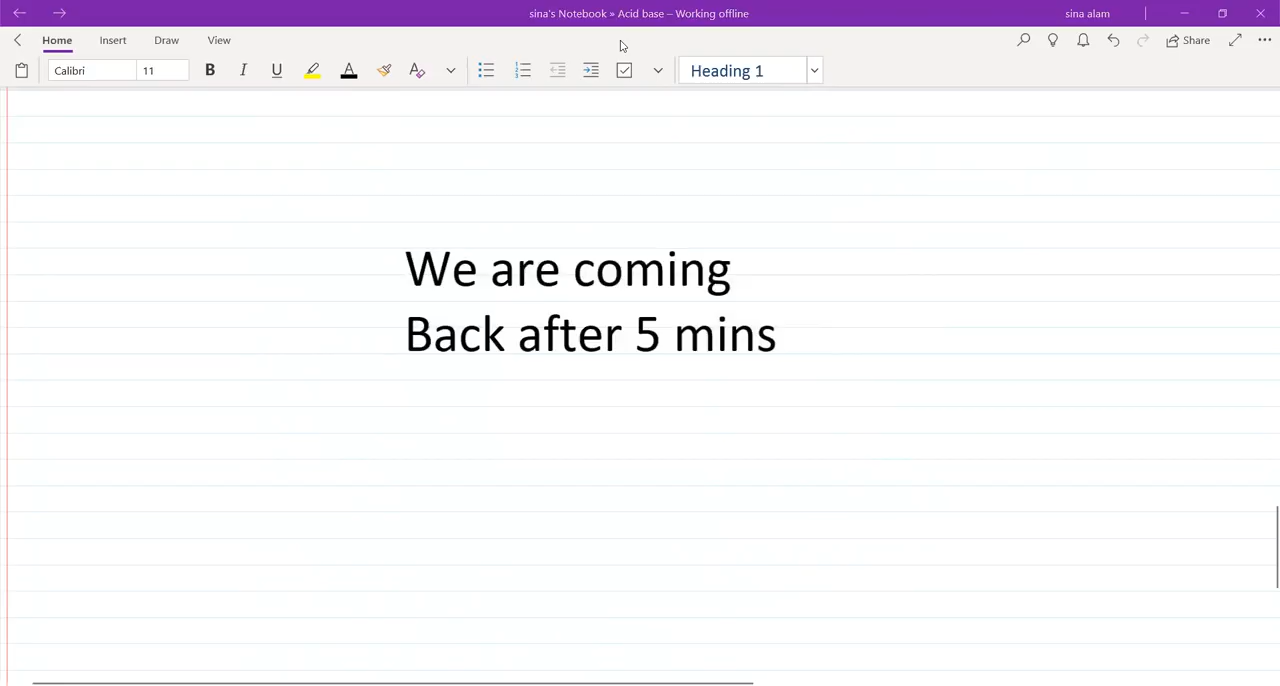 sina's Notebook » Acid base – Working offline
sina alam
Home
Insert
Draw
View
Share
Calibri
11
B
I
U
A
A
Heading 1
We are coming
Back after 5 mins